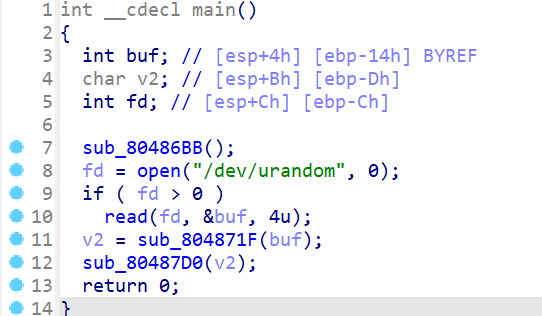 1 int __cdecl main()
2 {
3   int buf; // [esp+4h] [ebp-14h] BYREF
4   char v2; // [esp+Bh] [ebp-Dh]
5   int fd; // [esp+Ch] [ebp-Ch]
6
7   sub_80486BB();
8   fd = open("/dev/urandom", 0);
9   if ( fd > 0 )
10     read(fd, &buf, 4u);
11   v2 = sub_804871F(buf);
12   sub_80487D0(v2);
13   return 0;
14 }